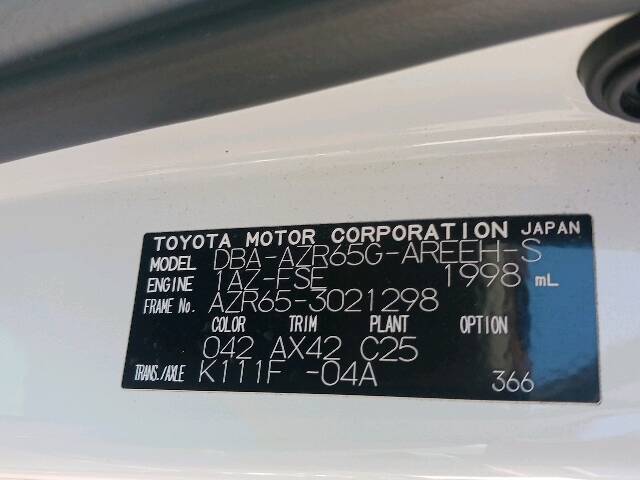 TOYOTA MOTOR CORPORATION JAPAN
MODEL DBA-AZR65G-AREEH-S
ENGINE 1AZ-FSE 1998 mL
FRAME No. AZR65-3021298
COLOR TRIM PLANT OPTION
042 AX42 C25
TRANS./AXLE K111F -04A 366